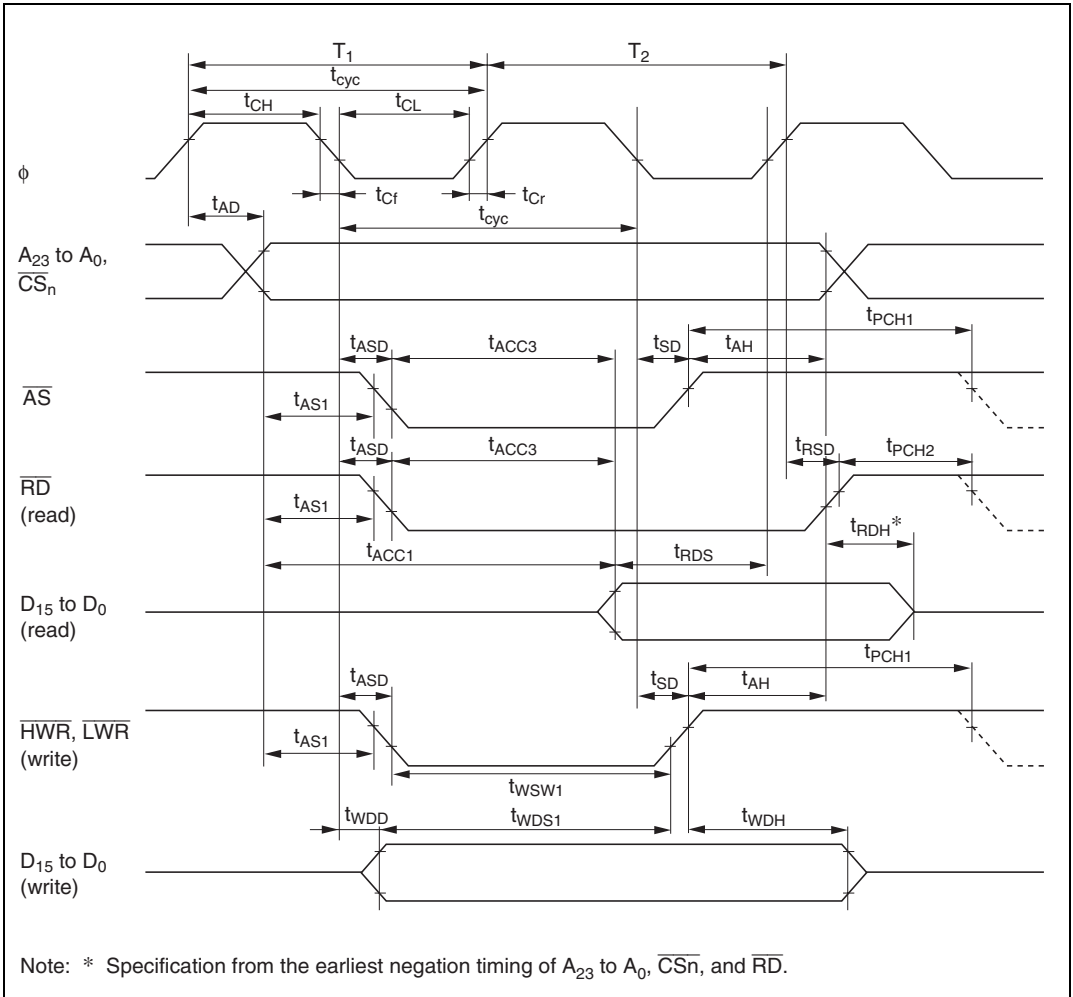 T1 T2
tcyc
tCH tCL
φ
tCf tCr
tAD tcyc
A23 to A0,
CSn
tPCH1
tASD tACC3 tSD tAH
AS
tAS1
tASD tACC3 tRSD tPCH2
RD
(read)
tAS1
tRDH*
tACC1 tRDS
D15 to D0
(read)
tPCH1
tASD tSD tAH
HWR, LWR
(write)
tAS1
tWSW1
tWDD tWDS1 tWDH
D15 to D0
(write)
Note: * Specification from the earliest negation timing of A23 to A0, CSn, and RD.